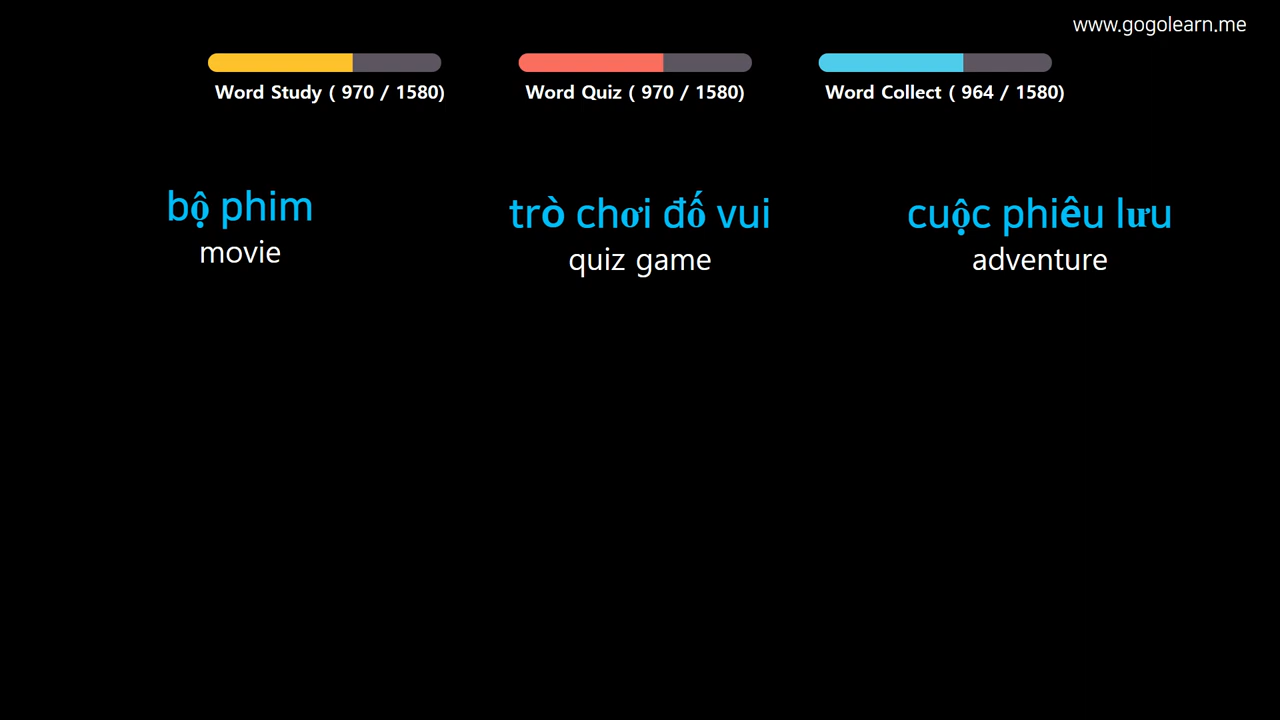 www.gogolearn.me
Word Study ( 970 / 1580)
Word Quiz ( 970 / 1580)
Word Collect ( 964 / 1580)
bộ phim
movie
trò chơi đố vui
quiz game
cuộc phiêu lưu
adventure